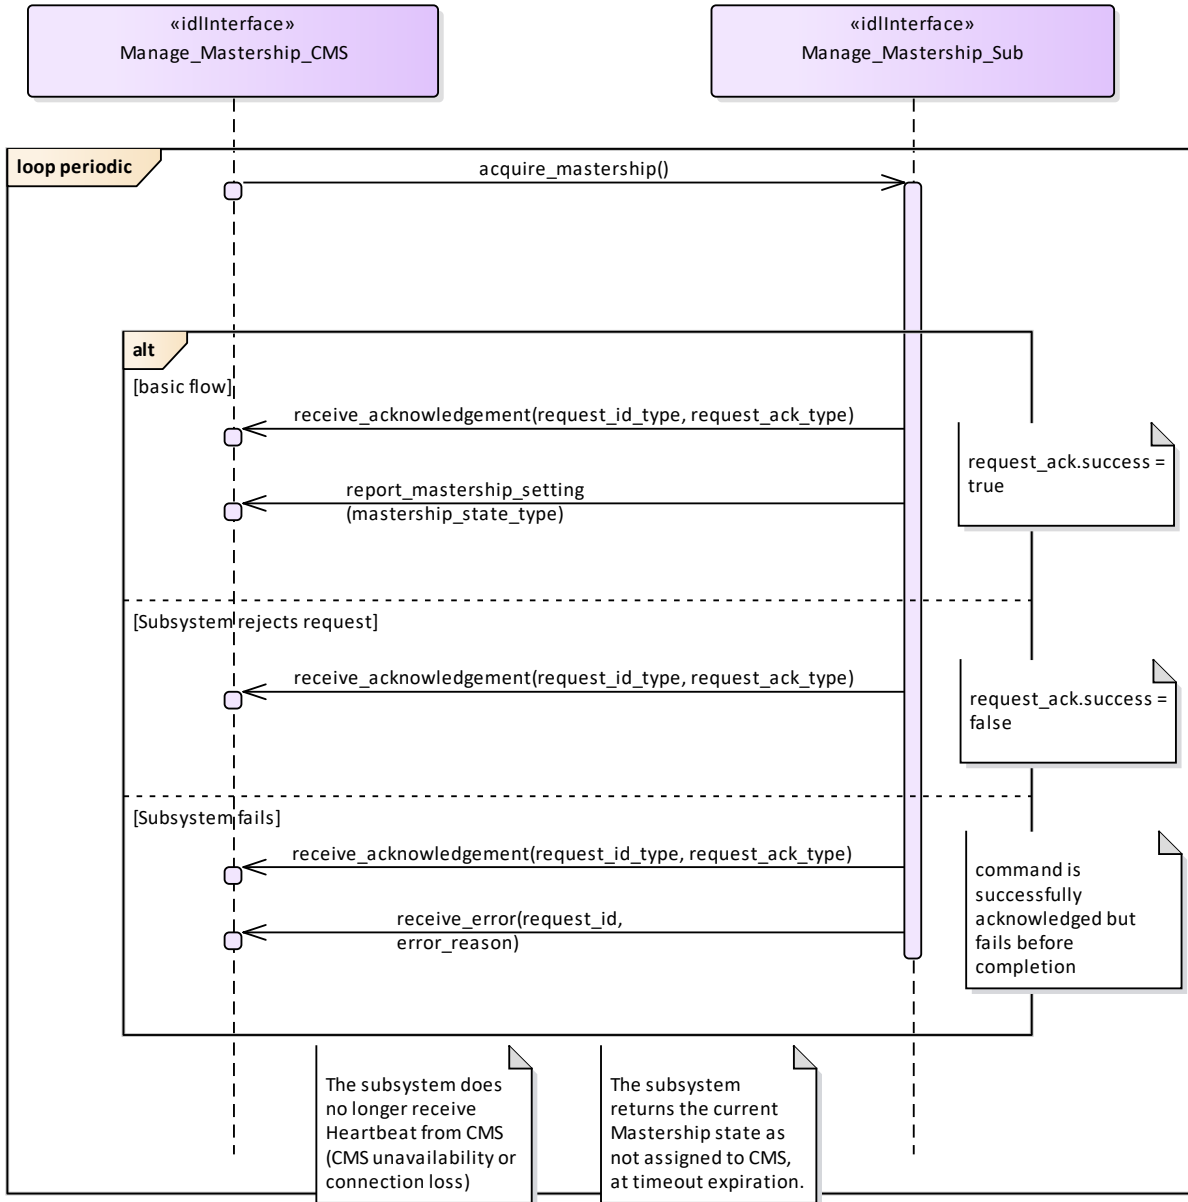 «idlInterface»
Manage_Mastership_CMS
«idlInterface»
Manage_Mastership_Sub
loop periodic
acquire_mastership()
alt
[basic flow]
receive_acknowledgement(request_id_type, request_ack_type)
request_ack.success =
true
report_mastership_setting
(mastership_state_type)
[Subsystem rejects request]
receive_acknowledgement(request_id_type, request_ack_type)
request_ack.success =
false
[Subsystem fails]
receive_acknowledgement(request_id_type, request_ack_type)
receive_error(request_id,
error_reason)
command is
successfully
acknowledged but
fails before
completion
The subsystem does
no longer receive
Heartbeat from CMS
(CMS unavailability or
connection loss)
The subsystem
returns the current
Mastership state as
not assigned to CMS,
at timeout expiration.